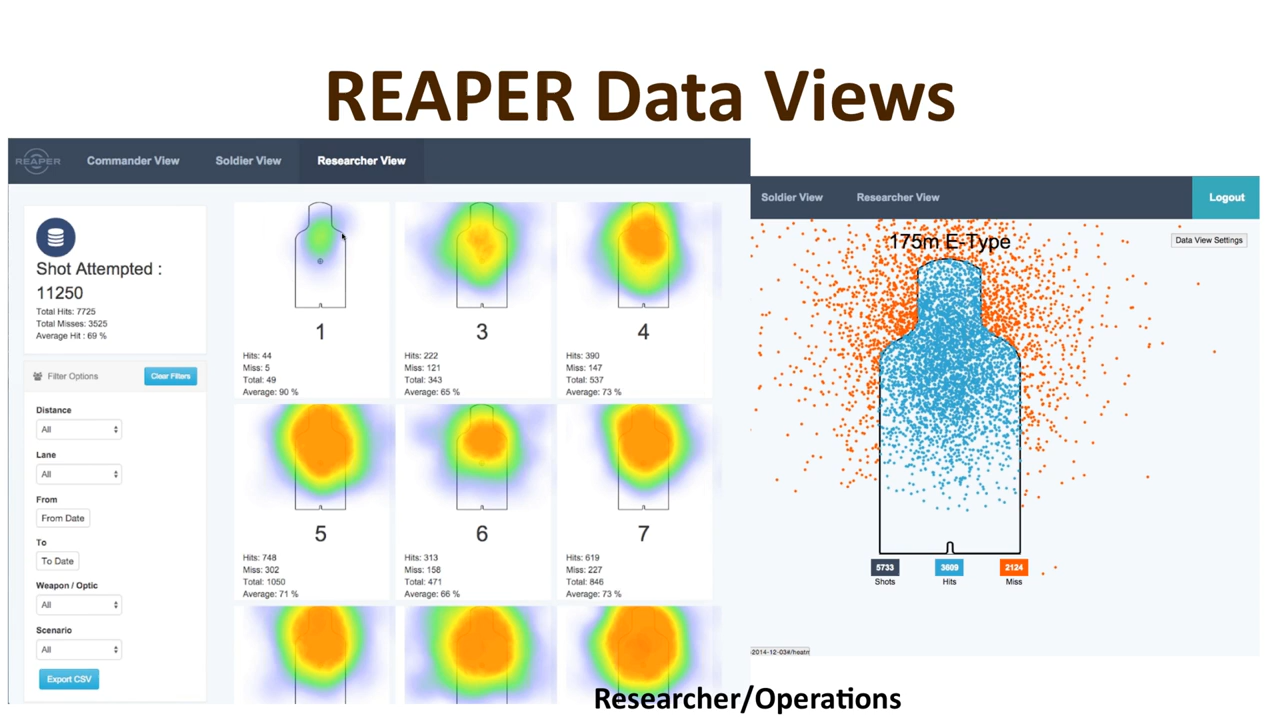 REAPER Data Views
REAPER
Commander View
Soldier View
Researcher View
Shot Attempted :
11250
Total Hits: 7725
Total Misses: 3525
Average Hit : 69 %
Filter Options
Clear Filters
Distance
All
Lane
All
From
From Date
To
To Date
Weapon / Optic
All
Scenario
All
Export CSV
1
Hits: 44
Miss: 5
Total: 49
Average: 90 %
3
Hits: 222
Miss: 121
Total: 343
Average: 65 %
4
Hits: 390
Miss: 147
Total: 537
Average: 73 %
5
Hits: 748
Miss: 302
Total: 1050
Average: 71 %
6
Hits: 313
Miss: 158
Total: 471
Average: 66 %
7
Hits: 619
Miss: 227
Total: 846
Average: 73 %
Soldier View
Researcher View
Logout
175m E-Type
Data View Settings
5733
Shots
3609
Hits
2124
Miss
2014-12-03#/heatm
Researcher/Operations